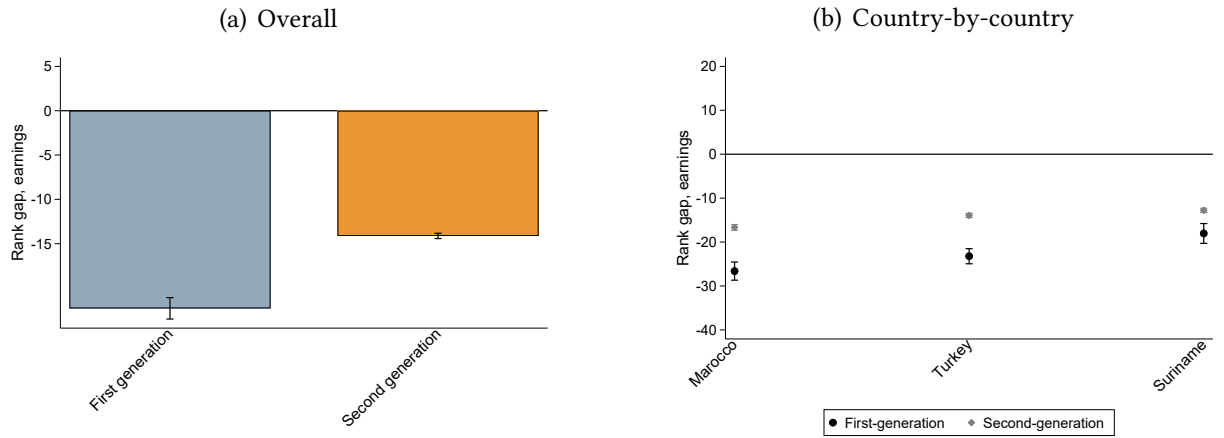 (a) Overall
5
0
-5
-10
-15
Rank gap, earnings
First generation
Second generation
(b) Country-by-country
20
10
0
-10
-20
-30
-40
Rank gap, earnings
Marocco
Turkey
Suriname
First-generation
Second-generation